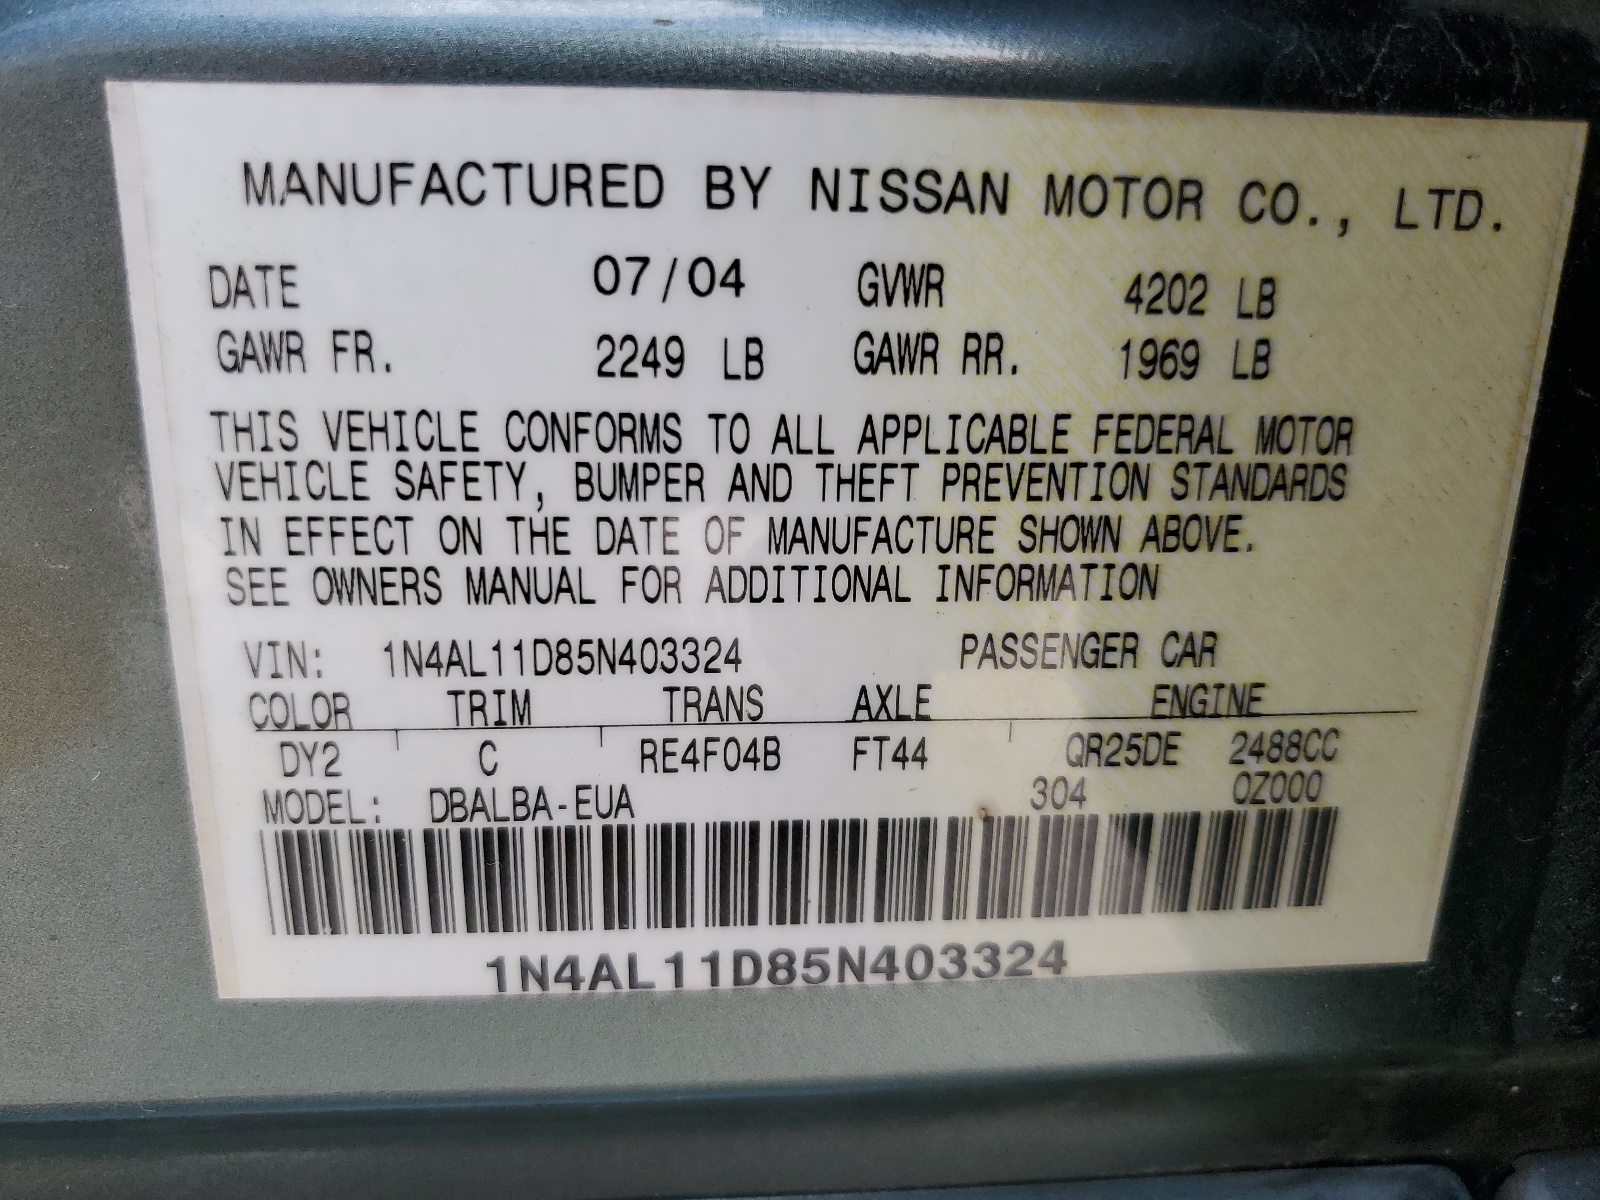 MANUFACTURED BY NISSAN MOTOR CO., LTD.
DATE 07/04 GVWR 4202 LB
GAWR FR. 2249 LB GAWR RR. 1969 LB
THIS VEHICLE CONFORMS TO ALL APPLICABLE FEDERAL MOTOR
VEHICLE SAFETY, BUMPER AND THEFT PREVENTION STANDARDS
IN EFFECT ON THE DATE OF MANUFACTURE SHOWN ABOVE.
SEE OWNERS MANUAL FOR ADDITIONAL INFORMATION
VIN: 1N4AL11D85N403324 PASSENGER CAR
COLOR TRIM TRANS AXLE ENGINE
DY2 C RE4F04B FT44 QR25DE 2488CC
MODEL: DBALBA-EUA 304 0Z000
1N4AL11D85N403324